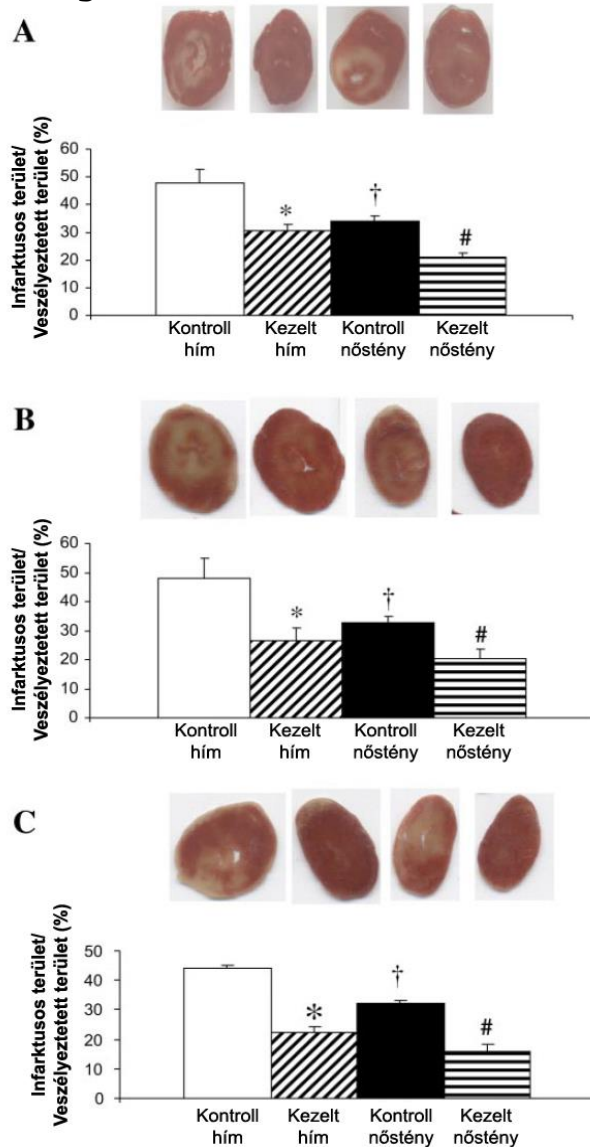 A
Infarktusos terület/
Veszélyeztetett terület (%)
60
50
40
30
20
10
0
*
†
#
Kontroll
hím
Kezelt
hím
Kontroll
nőstény
Kezelt
nőstény
B
Infarktusos terület/
Veszélyeztetett terület (%)
60
50
40
30
20
10
0
*
†
#
Kontroll
hím
Kezelt
hím
Kontroll
nőstény
Kezelt
nőstény
C
Infarktusos terület/
Veszélyeztetett terület (%)
50
40
30
20
10
0
*
†
#
Kontroll
hím
Kezelt
hím
Kontroll
nőstény
Kezelt
nőstény